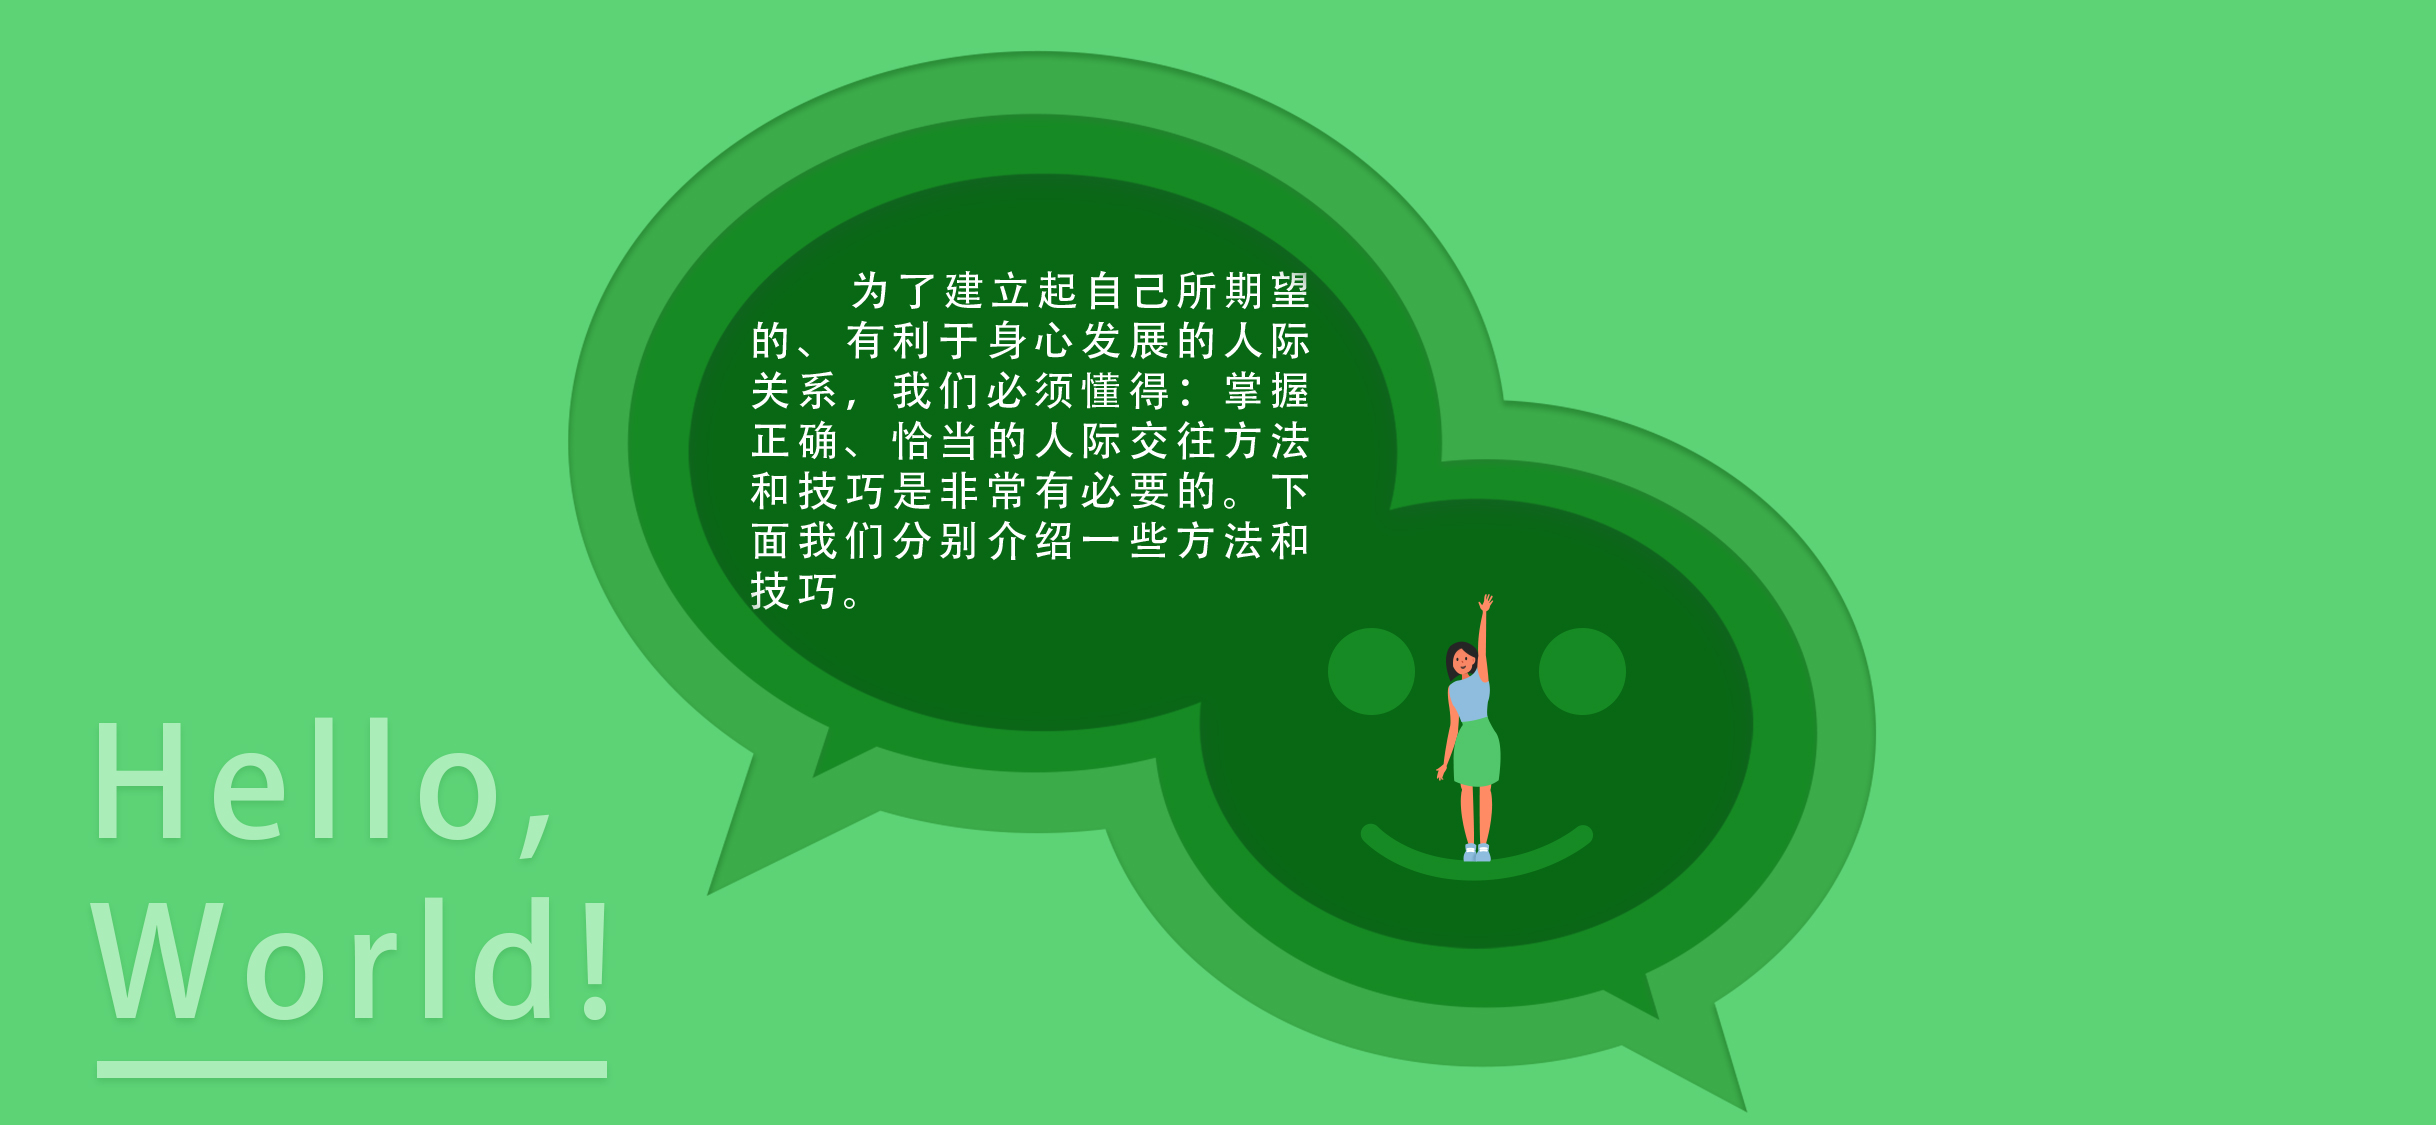 为了建立起自己所期望
的、有利于身心发展的人际
关系，我们必须懂得：掌握
正确、恰当的人际交往方法
和技巧是非常有必要的。下
面我们分别介绍一些方法和
技巧。
Hello,
World!